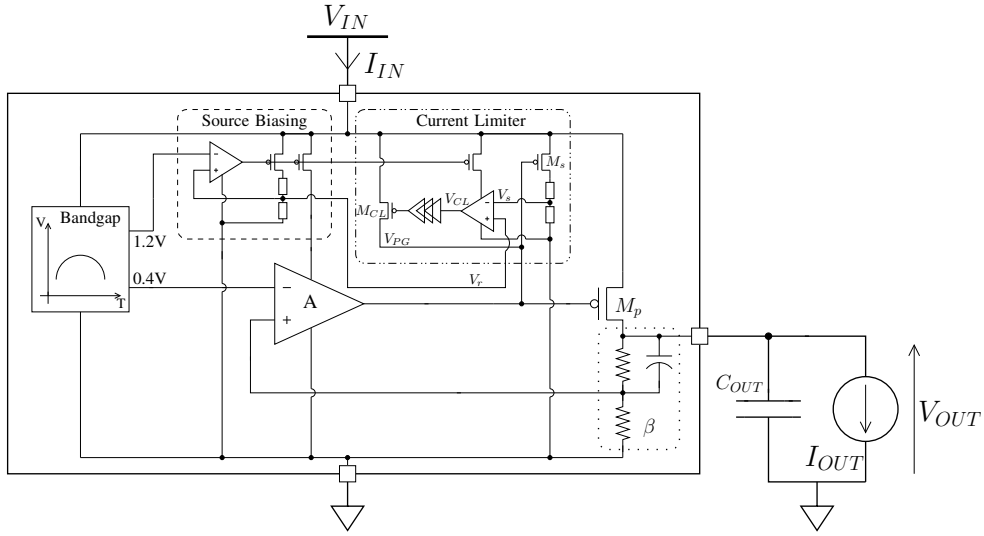 V_IN
I_IN
Source Biasing
Current Limiter
−
+
M_s
V_CL
V_s
M_CL
−
+
Bandgap
V
1.2V
V_PG
0.4V
V_r
T
−
A
+
M_p
C_OUT
V_OUT
β
I_OUT